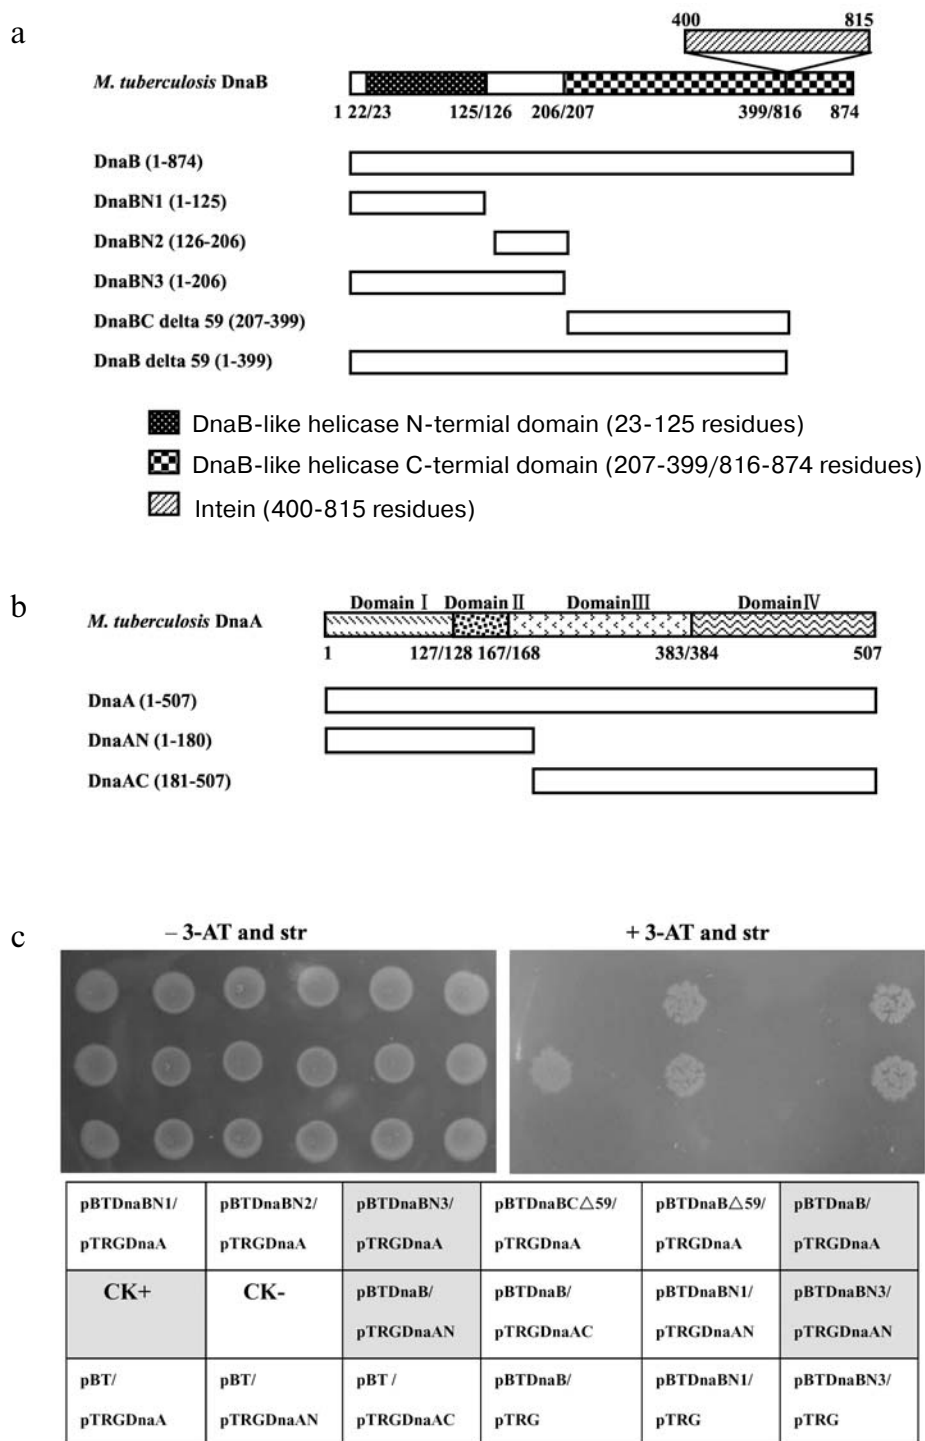 a
400 815
M. tuberculosis DnaB
1 22/23 125/126 206/207 399/816 874
DnaB (1-874)
DnaBN1 (1-125)
DnaBN2 (126-206)
DnaBN3 (1-206)
DnaBC delta 59 (207-399)
DnaB delta 59 (1-399)
DnaB-like helicase N-termial domain (23-125 residues)
DnaB-like helicase C-termial domain (207-399/816-874 residues)
Intein (400-815 residues)
b
Domain Ⅰ Domain Ⅱ DomainⅢ DomainⅣ
M. tuberculosis DnaA
1 127/128 167/168 383/384 507
DnaA (1-507)
DnaAN (1-180)
DnaAC (181-507)
c
– 3-AT and str + 3-AT and str
pBTDnaBN1/ pBTDnaBN2/ pBTDnaBN3/ pBTDnaBC△59/ pBTDnaB△59/ pBTDnaB/
pTRGDnaA pTRGDnaA pTRGDnaA pTRGDnaA pTRGDnaA pTRGDnaA
CK+ CK- pBTDnaB/ pBTDnaB/ pBTDnaBN1/ pBTDnaBN3/
pTRGDnaAN pTRGDnaAC pTRGDnaAN pTRGDnaAN
pBT/ pBT/ pBT / pBTDnaB/ pBTDnaBN1/ pBTDnaBN3/
pTRGDnaA pTRGDnaAN pTRGDnaAC pTRG pTRG pTRG